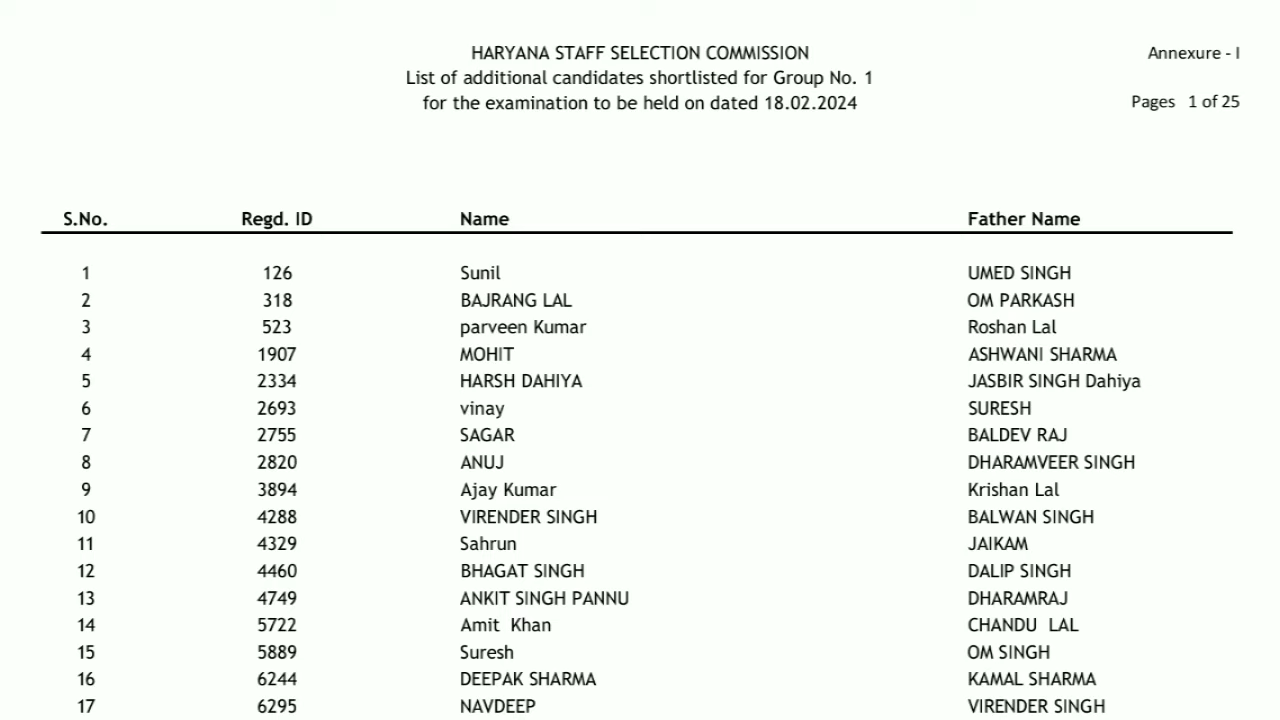 HARYANA STAFF SELECTION COMMISSION
Annexure - I
List of additional candidates shortlisted for Group No. 1
for the examination to be held on dated 18.02.2024
Pages 1 of 25
S.No. Regd. ID Name Father Name
1 126 Sunil UMED SINGH
2 318 BAJRANG LAL OM PARKASH
3 523 parveen Kumar Roshan Lal
4 1907 MOHIT ASHWANI SHARMA
5 2334 HARSH DAHIYA JASBIR SINGH Dahiya
6 2693 vinay SURESH
7 2755 SAGAR BALDEV RAJ
8 2820 ANUJ DHARAMVEER SINGH
9 3894 Ajay Kumar Krishan Lal
10 4288 VIRENDER SINGH BALWAN SINGH
11 4329 Sahrun JAIKAM
12 4460 BHAGAT SINGH DALIP SINGH
13 4749 ANKIT SINGH PANNU DHARAMRAJ
14 5722 Amit Khan CHANDU LAL
15 5889 Suresh OM SINGH
16 6244 DEEPAK SHARMA KAMAL SHARMA
17 6295 NAVDEEP VIRENDER SINGH